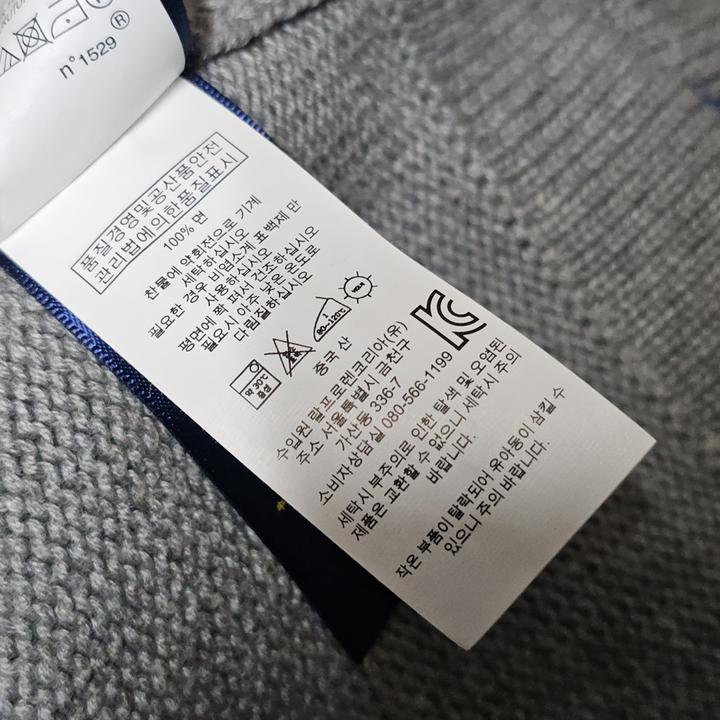 n°1529 ®
품질경영및공산품안전
관리법에의한품질표시
100% 면
찬물에 약회전으로 기계
세탁하십시오
필요한 경우 비염소계 표백제 만
사용하십시오
평면에 쫙 펴서 건조하십시오
필요시 아주 낮은 온도로
다림질하십시오
약 30℃
중성
80~120℃
중국 산
수입원 랄프로렌코리아(유)
주소 서울특별시 금천구
가산동 336-7
소비자상담실 080-566-1199
세탁시 부주의로 인한 탈색 및 오염된
제품은 교환할 수 없으니 세탁시 주의
바랍니다.
작은 부품이 탈락되어 유아동이 삼킬 수
있으니 주의 바랍니다.